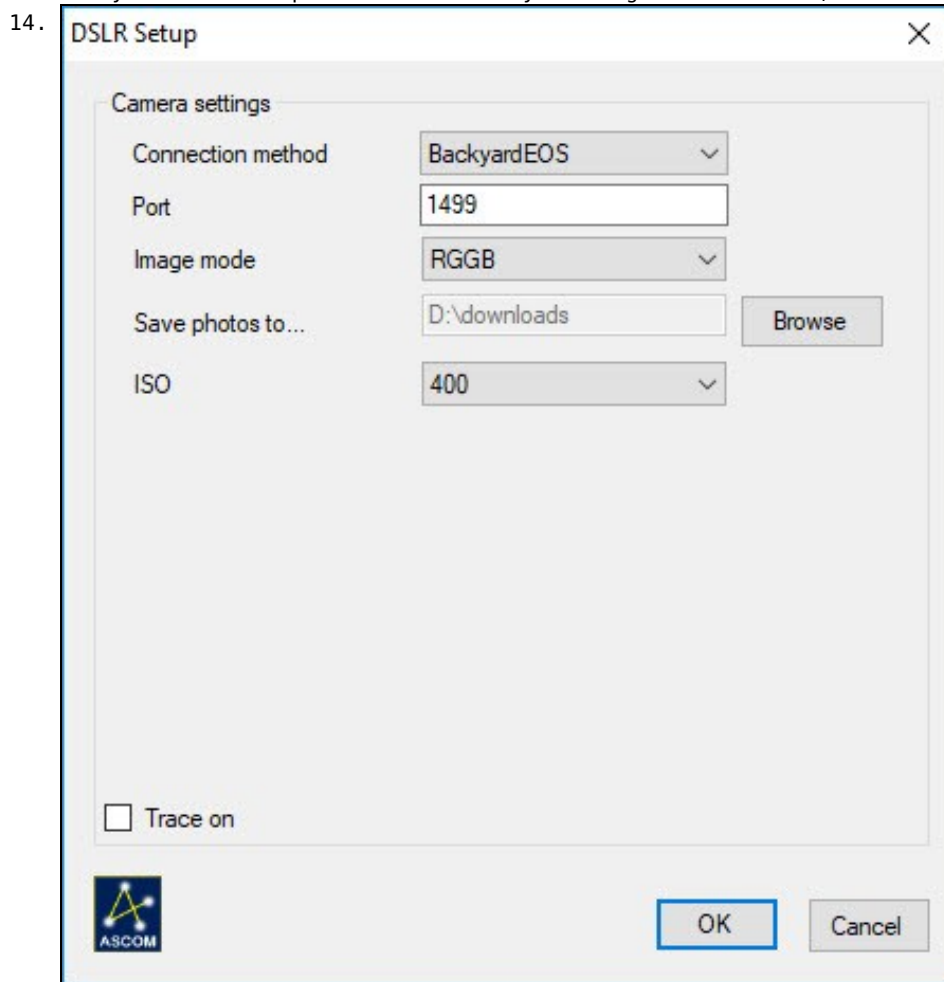 14.
DSLR Setup
Camera settings
Connection method BackyardEOS
Port 1499
Image mode RGGB
Save photos to... D:\downloads Browse
ISO 400
Trace on
ASCOM
OK Cancel